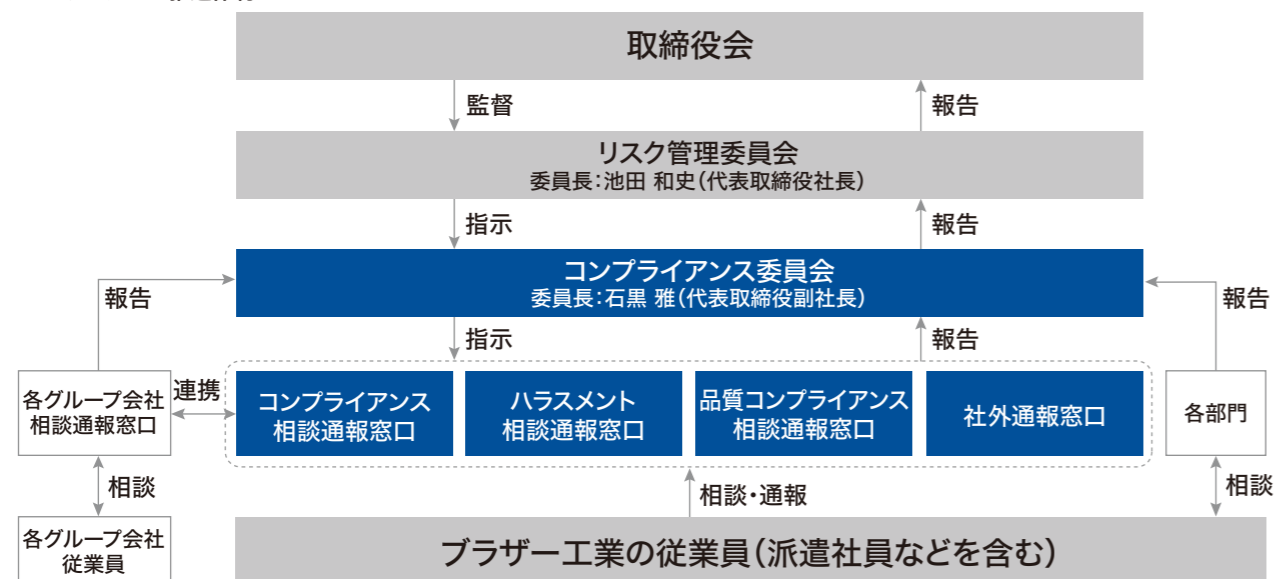 取締役会
監督
報告
リスク管理委員会
委員長：池田 和史（代表取締役社長）
指示
報告
コンプライアンス委員会
委員長：石黒 雅（代表取締役副社長）
報告
報告
指示
報告
各グループ会社
相談通報窓口
連携
コンプライアンス
相談通報窓口
ハラスメント
相談通報窓口
品質コンプライアンス
相談通報窓口
社外通報窓口
各部門
相談
相談・通報
相談
各グループ会社
従業員
ブラザー工業の従業員（派遣社員などを含む）